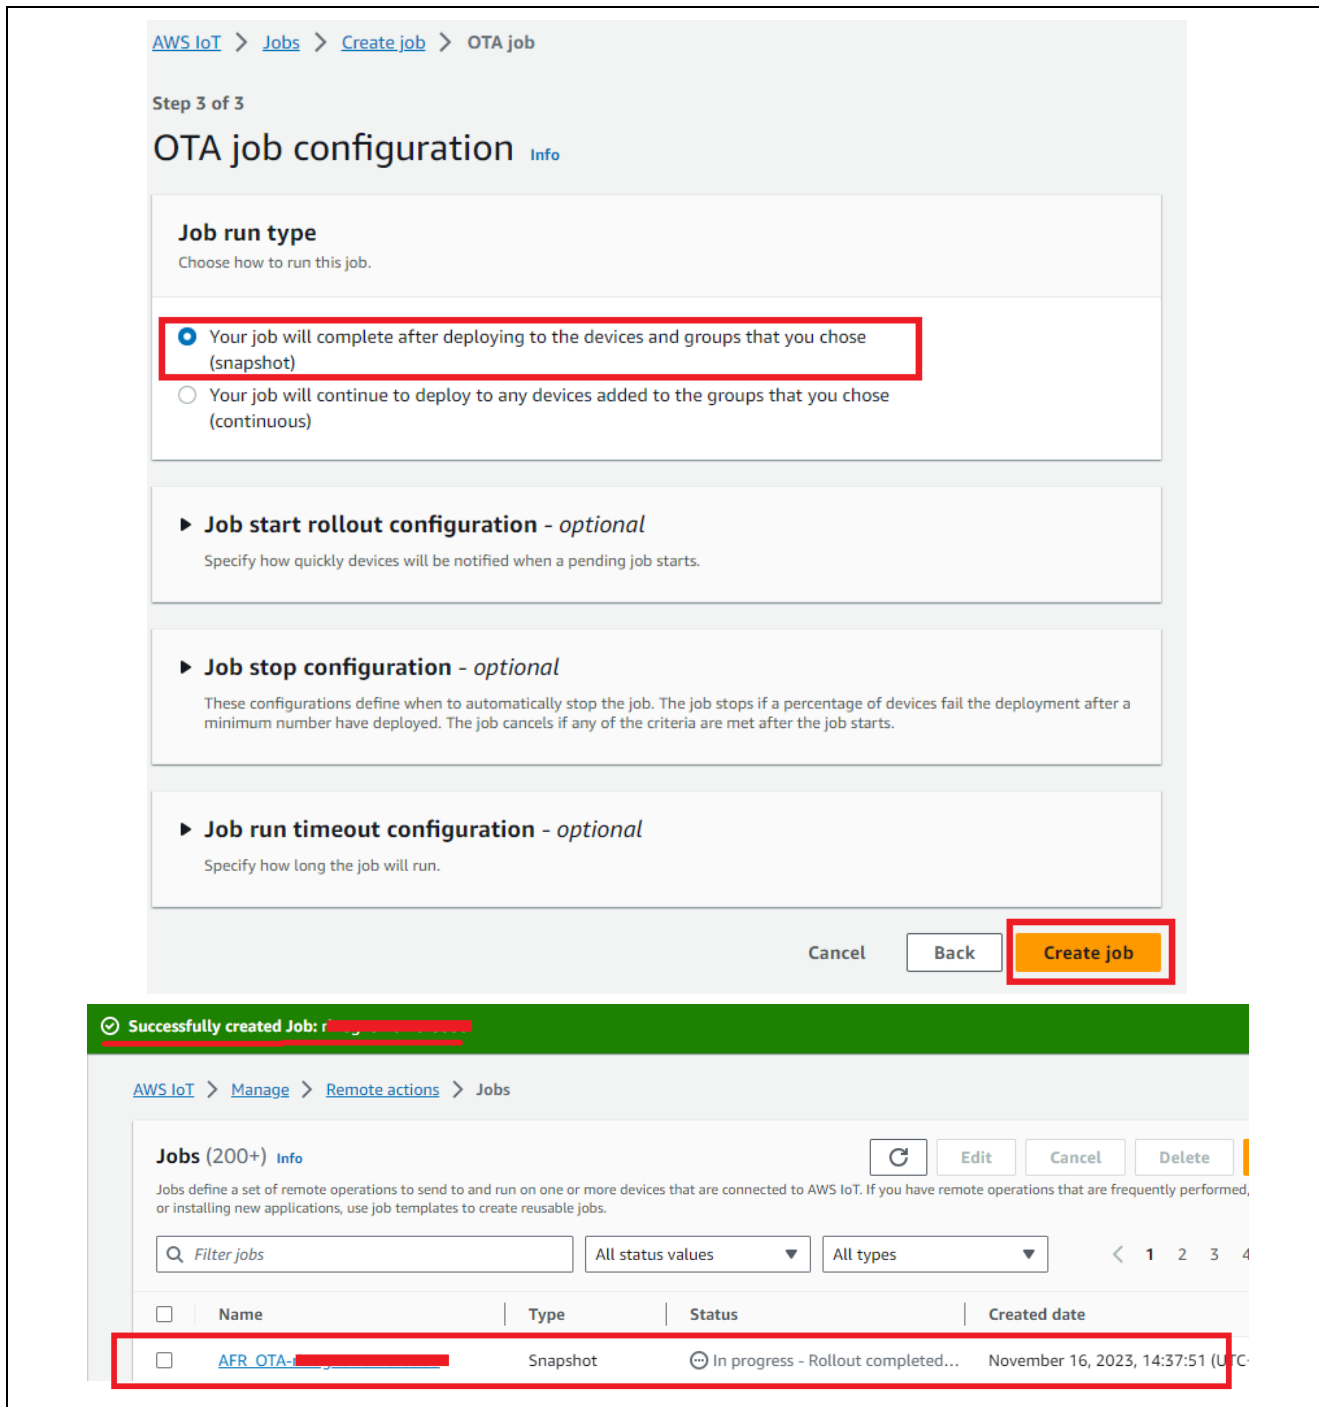 AWS IoT > Jobs > Create job > OTA job
Step 3 of 3
OTA job configuration Info
Job run type
Choose how to run this job.
Your job will complete after deploying to the devices and groups that you chose
(snapshot)
Your job will continue to deploy to any devices added to the groups that you chose
(continuous)
Job start rollout configuration - optional
Specify how quickly devices will be notified when a pending job starts.
Job stop configuration - optional
These configurations define when to automatically stop the job. The job stops if a percentage of devices fail the deployment after a
minimum number have deployed. The job cancels if any of the criteria are met after the job starts.
Job run timeout configuration - optional
Specify how long the job will run.
Cancel Back Create job
Successfully created Job:
AWS IoT > Manage > Remote actions > Jobs
Jobs (200+) Info Edit Cancel Delete
Jobs define a set of remote operations to send to and run on one or more devices that are connected to AWS IoT. If you have remote operations that are frequently performed,
or installing new applications, use job templates to create reusable jobs.
Filter jobs All status values All types < 1 2 3 4
Name Type Status Created date
AFR_OTA- Snapshot In progress - Rollout completed... November 16, 2023, 14:37:51 (UTC-